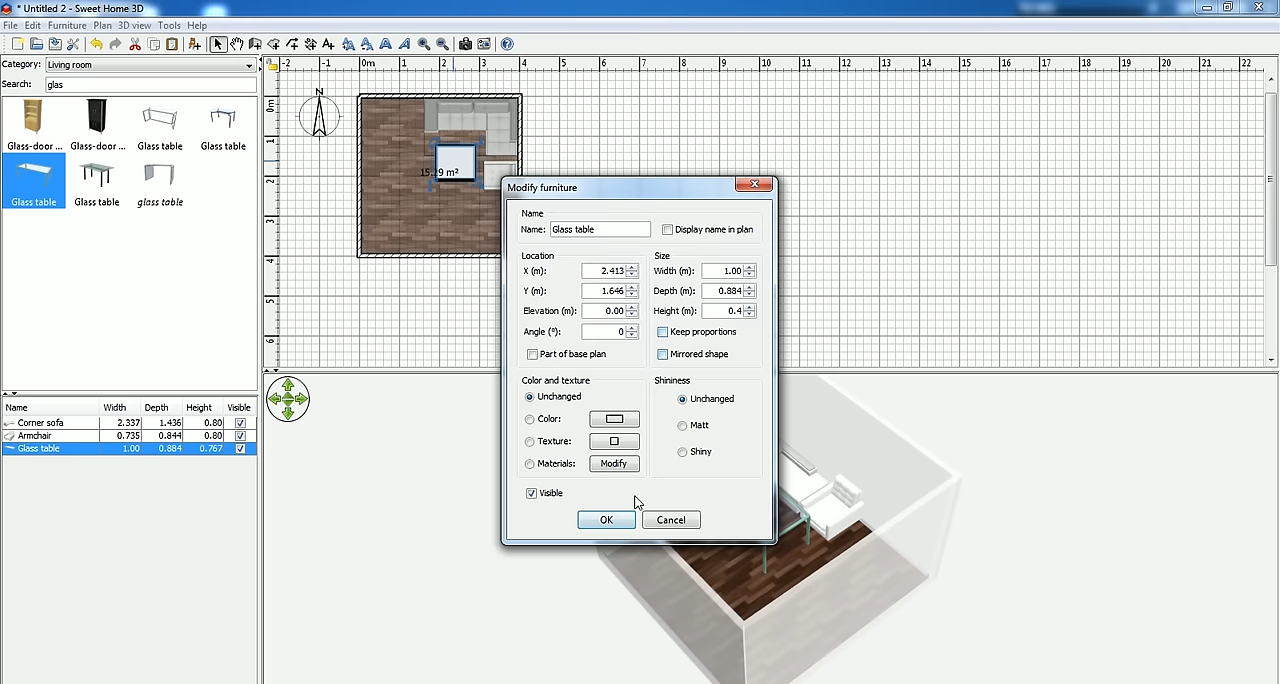 * Untitled 2 - Sweet Home 3D
File Edit Furniture Plan 3D view Tools Help
Category: Living room
Search: glas
Glass-door ... Glass-door ... Glass table Glass table
Glass table Glass table glass table
-2 -1 0m 1 2 3 4 5 6 7 8 9 10 11 12 13 14 15 16 17 18 19 20 21 22
0m
1
2
3
4
5
6
N
15.29 m²
Name Width Depth Height Visible
Corner sofa 2.337 1.436 0.80
Armchair 0.735 0.844 0.80
Glass table 1.00 0.884 0.767
Modify furniture
Name
Name: Glass table Display name in plan
Location Size
X (m): 2.413 Width (m): 1.00
Y (m): 1.646 Depth (m): 0.884
Elevation (m): 0.00 Height (m): 0.4
Angle (°): 0 Keep proportions
Part of base plan Mirrored shape
Color and texture Shininess
Unchanged Unchanged
Color: Matt
Texture: Shiny
Materials: Modify
Visible
OK Cancel